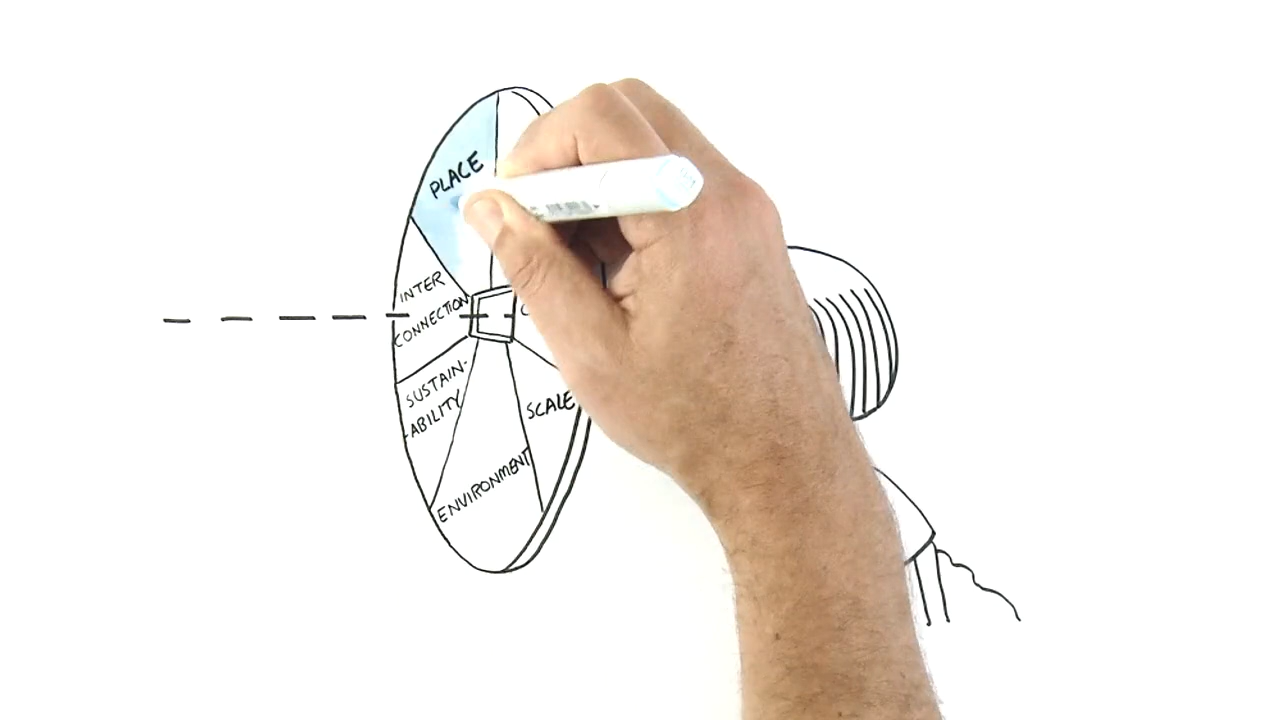 PLACE
INTER
CONNECTION
SUSTAIN-
-ABILITY
SCALE
ENVIRONMENT